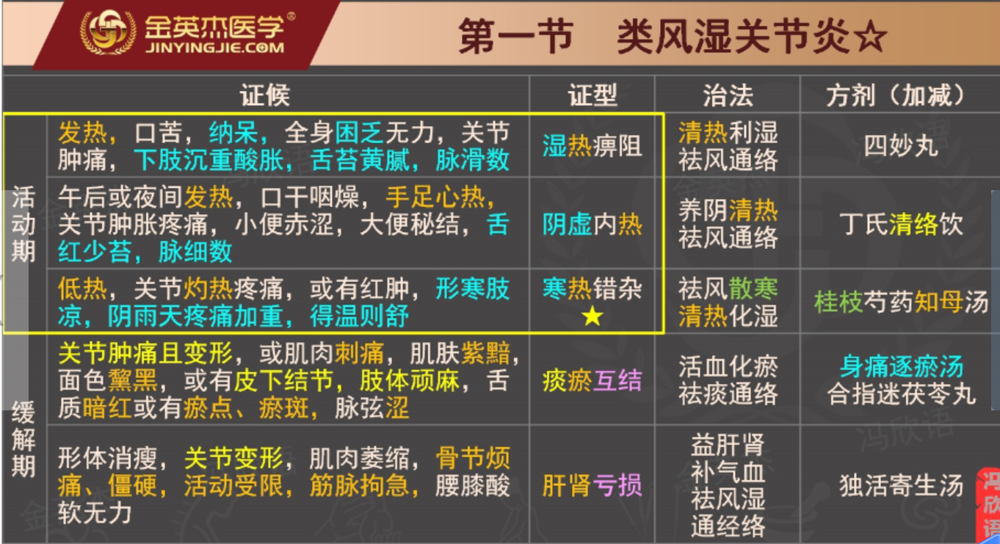 金英杰医学®
JINYINGJIE.COM
第一节 类风湿关节炎☆
证候 证型 治法 方剂（加减）
活动期
发热，口苦，纳呆，全身困乏无力，关节
肿痛，下肢沉重酸胀，舌苔黄腻，脉滑数
湿热痹阻
清热利湿
祛风通络
四妙丸
午后或夜间发热，口干咽燥，手足心热，
关节肿胀疼痛，小便赤涩，大便秘结，舌
红少苔，脉细数
阴虚内热
养阴清热
祛风通络
丁氏清络饮
低热，关节灼热疼痛，或有红肿，形寒肢
凉，阴雨天疼痛加重，得温则舒
寒热错杂
★
祛风散寒
清热化湿
桂枝芍药知母汤
缓解期
关节肿痛且变形，或肌肉刺痛，肌肤紫黯，
面色黧黑，或有皮下结节，肢体顽麻，舌
质暗红或有瘀点、瘀斑，脉弦涩
痰瘀互结
活血化瘀
祛痰通络
身痛逐瘀汤
合指迷茯苓丸
形体消瘦，关节变形，肌肉萎缩，骨节烦
痛、僵硬，活动受限，筋脉拘急，腰膝酸
软无力
肝肾亏损
益肝肾
补气血
祛风湿
通经络
独活寄生汤
冯欣语
冯欣语